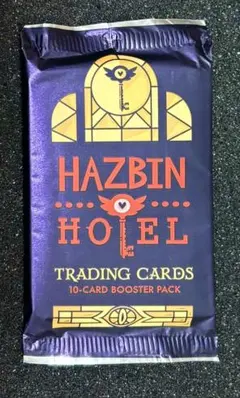 HAZBIN
HOTEL
TRADING CARDS
10-CARD BOOSTER PACK